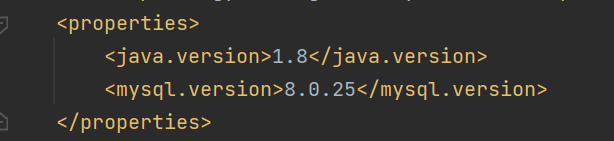 <properties>
<java.version>1.8</java.version>
<mysql.version>8.0.25</mysql.version>
</properties>